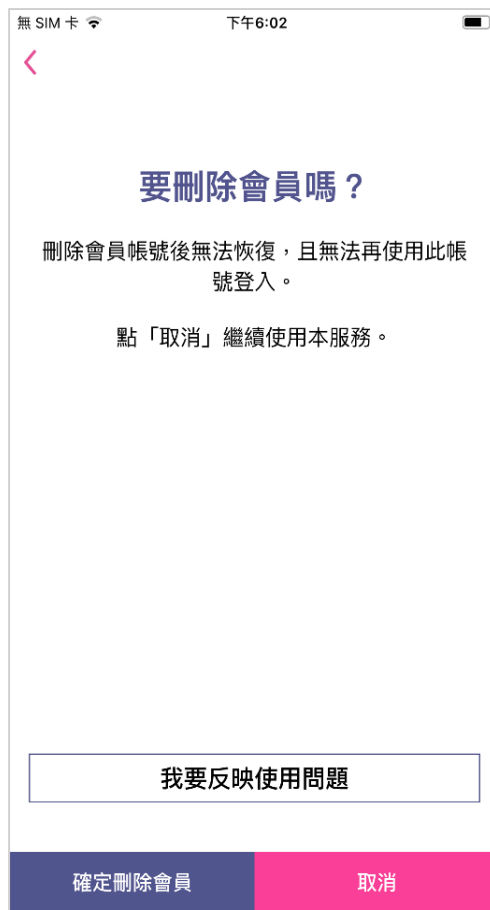 無 SIM 卡 下午6:02
要刪除會員嗎？
刪除會員帳號後無法恢復，且無法再使用此帳
號登入。
點「取消」繼續使用本服務。
我要反映使用問題
確定刪除會員 取消